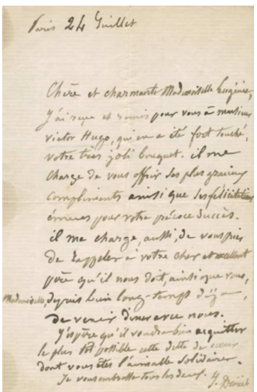 Paris 24 Juillet
Chère et charmante Mademoiselle Eugénie,
J'ai reçu et remis pour vous à monsieur
Victor Hugo, qui en a été fort touché,
votre très joli bouquet. il me
charge de vous offrir ses plus gracieux
compliments ainsi que ses félicitations
émues pour votre précoce succès.
il me charge, aussi, de vous prier
de rappeler à votre cher et excellent
père qu'il nous doit, ainsi que vous,
Mademoiselle depuis bien long-temps déjà,
de venir dîner avec nous.
J'espère qu'il voudra bien acquitter
le plus tôt possible cette dette de cœur
dont vous êtes l'aimable solidaire.
Je vous embrasse tous les deux. J. Drouet